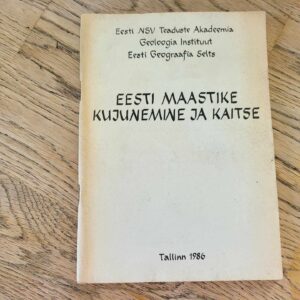 Eesti NSV Teaduste Akadeemia
Geoloogia Instituut
Eesti Geograafia Selts
EESTI MAASTIKE
KUJUNEMINE JA KAITSE
Tallinn 1986